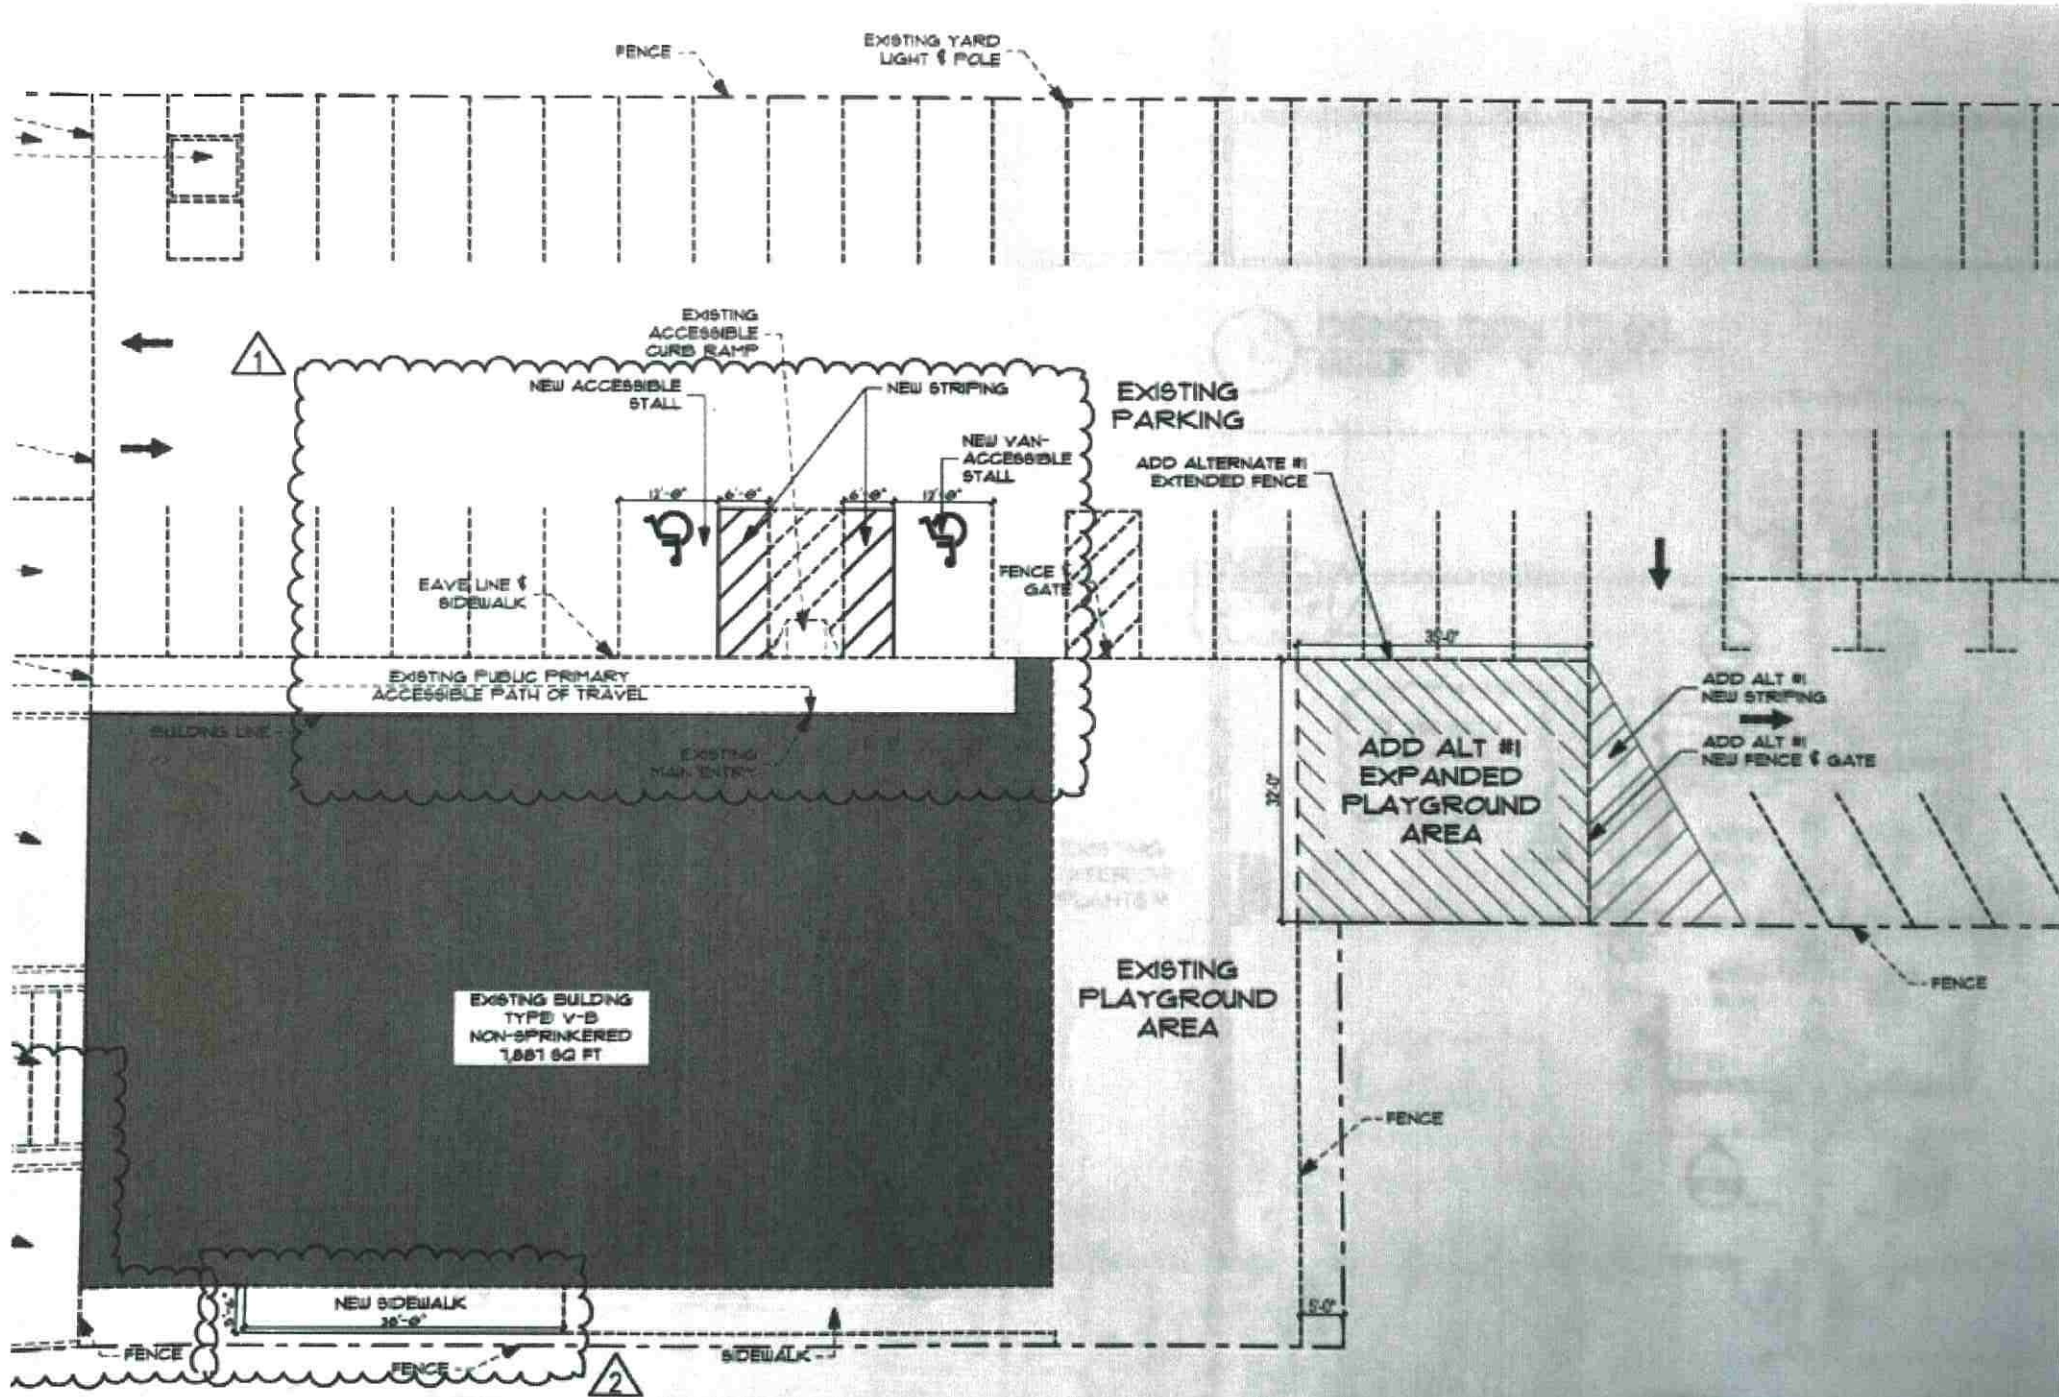 FENCE
EXISTING YARD
LIGHT & POLE
1
EXISTING
ACCESSIBLE
CURB RAMP
NEW ACCESSIBLE
STALL
NEW STRIPING
EXISTING
PARKING
NEW VAN-
ACCESSIBLE
STALL
ADD ALTERNATE #1
EXTENDED FENCE
12'-0"
6'-0"
6'-0"
12'-0"
EAVE LINE &
SIDEWALK
FENCE &
GATE
EXISTING PUBLIC PRIMARY
ACCESSIBLE PATH OF TRAVEL
BUILDING LINE
EXISTING
MAIN ENTRY
32'-0"
ADD ALT #1
EXPANDED
PLAYGROUND
AREA
ADD ALT #1
NEW STRIPING
ADD ALT #1
NEW FENCE & GATE
EXISTING
PLAYGROUND
AREA
FENCE
EXISTING BUILDING
TYPE V-B
NON-SPRINKERED
FENCE
5'-0"
NEW SIDEWALK
FENCE
FENCE
SIDEWALK
2